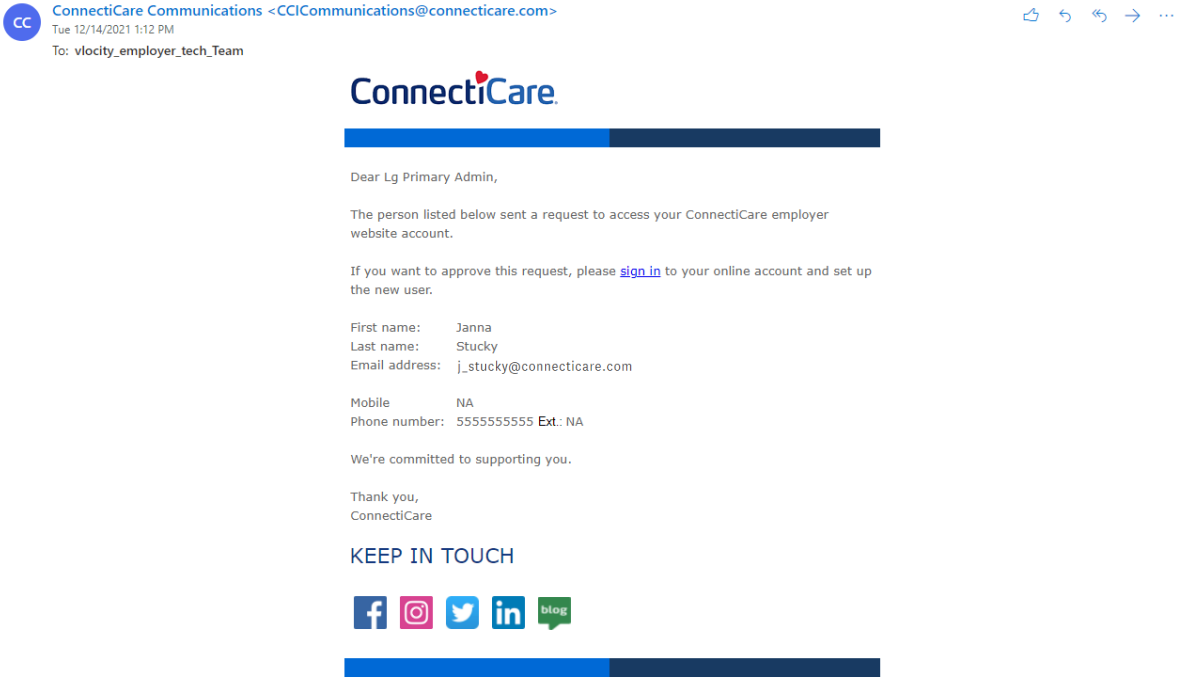 CC
ConnectiCare Communications <CCICommunications@connecticare.com>
Tue 12/14/2021 1:12 PM
To: vlocity_employer_tech_Team
ConnectiCare.
Dear Lg Primary Admin,
The person listed below sent a request to access your ConnectiCare employer
website account.
If you want to approve this request, please sign in to your online account and set up
the new user.
First name: Janna
Last name: Stucky
Email address: j_stucky@connecticare.com
Mobile NA
Phone number: 5555555555 Ext.: NA
We're committed to supporting you.
Thank you,
ConnectiCare
KEEP IN TOUCH
f in blog